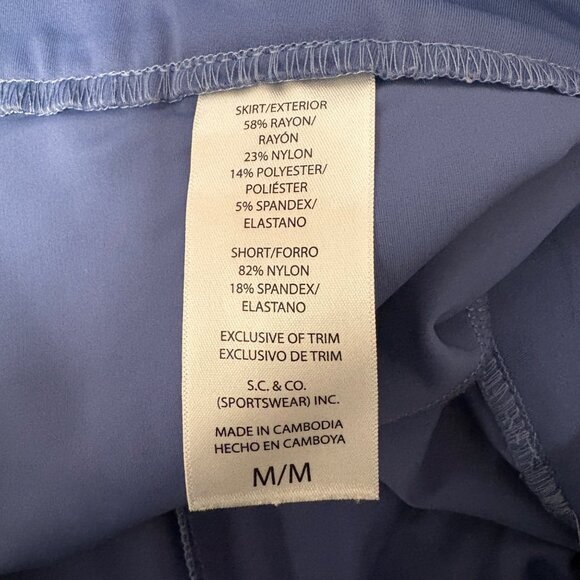 SKIRT/EXTERIOR
58% RAYON/
RAYÓN
23% NYLON
14% POLYESTER/
POLIÉSTER
5% SPANDEX/
ELASTANO
SHORT/FORRO
82% NYLON
18% SPANDEX/
ELASTANO
EXCLUSIVE OF TRIM
EXCLUSIVO DE TRIM
S.C. & CO.
(SPORTSWEAR) INC.
MADE IN CAMBODIA
HECHO EN CAMBOYA
M/M